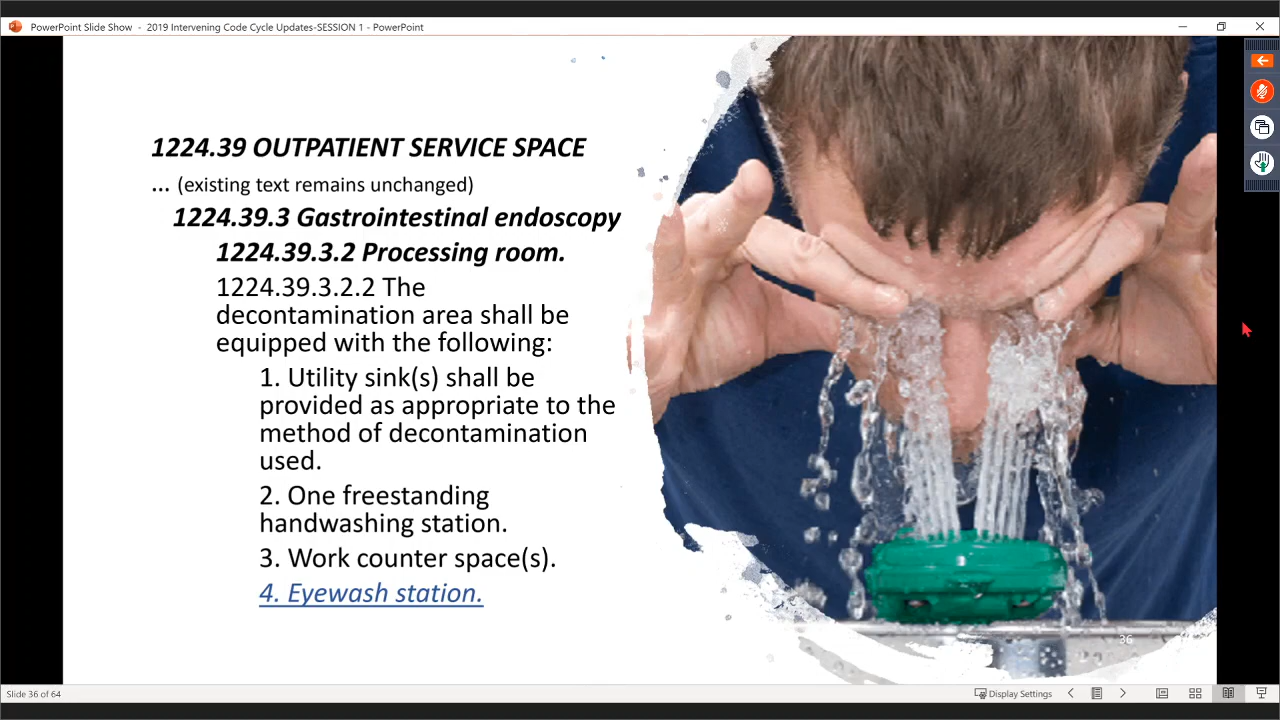 PowerPoint Slide Show - 2019 Intervening Code Cycle Updates-SESSION 1 - PowerPoint
1224.39 OUTPATIENT SERVICE SPACE
... (existing text remains unchanged)
1224.39.3 Gastrointestinal endoscopy
1224.39.3.2 Processing room.
1224.39.3.2.2 The
decontamination area shall be
equipped with the following:
1. Utility sink(s) shall be
provided as appropriate to the
method of decontamination
used.
2. One freestanding
handwashing station.
3. Work counter space(s).
4. Eyewash station.
36
Slide 36 of 64
Display Settings